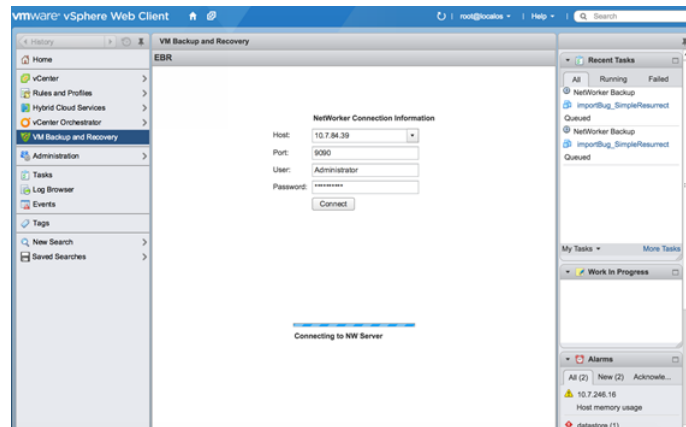 vmware® vSphere Web Client
root@localos
Help
Search
History
Home
vCenter
Rules and Profiles
Hybrid Cloud Services
vCenter Orchestrator
VM Backup and Recovery
Administration
Tasks
Log Browser
Events
Tags
New Search
Saved Searches
VM Backup and Recovery
EBR
NetWorker Connection Information
Host: 10.7.84.39
Port: 9090
User: Administrator
Password: **********
Connect
Connecting to NW Server
Recent Tasks
All Running Failed
NetWorker Backup
importBug_SimpleResurrect
Queued
NetWorker Backup
importBug_SimpleResurrect
Queued
My Tasks More Tasks
Work In Progress
Alarms
All (2) New (2) Acknowle...
10.7.246.16
Host memory usage
datastore (1)